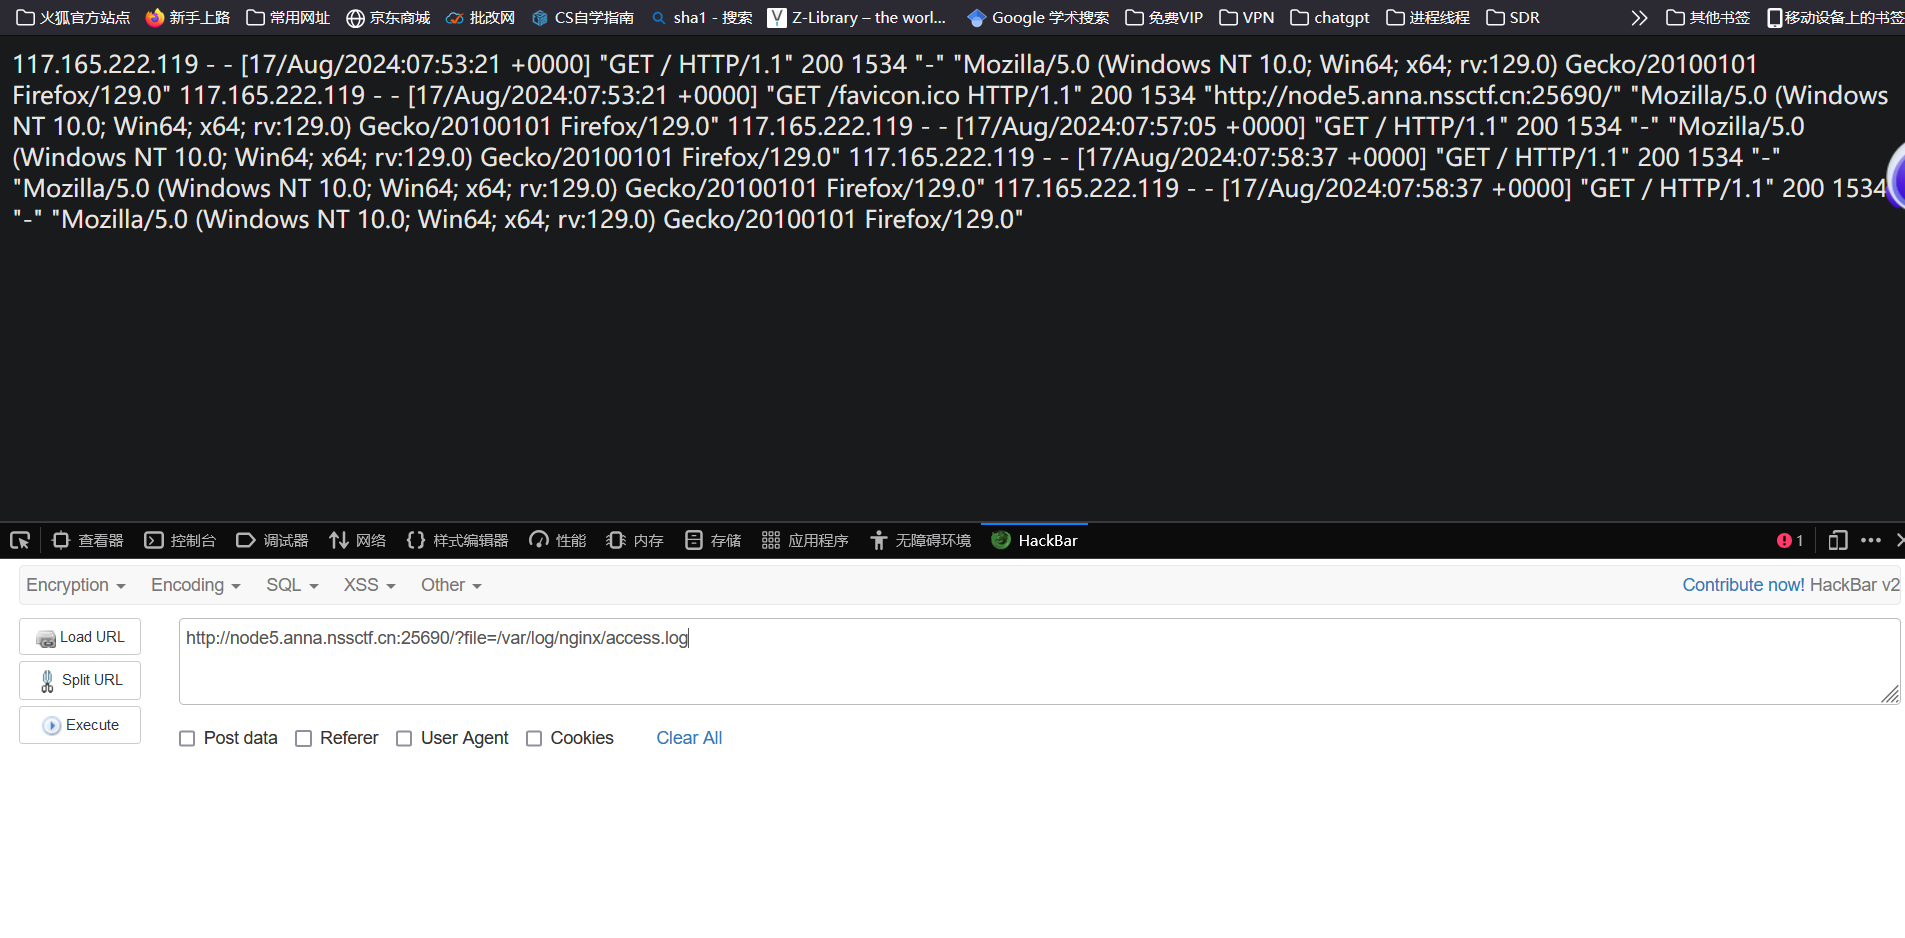 火狐官方站点 新手上路 常用网址 京东商城 批改网 CS自学指南 sha1 - 搜索 Z-Library – the worl... Google 学术搜索 免费VIP VPN chatgpt 进程线程 SDR 其他书签 移动设备上的书签
117.165.222.119 - - [17/Aug/2024:07:53:21 +0000] "GET / HTTP/1.1" 200 1534 "-" "Mozilla/5.0 (Windows NT 10.0; Win64; x64; rv:129.0) Gecko/20100101
Firefox/129.0" 117.165.222.119 - - [17/Aug/2024:07:53:21 +0000] "GET /favicon.ico HTTP/1.1" 200 1534 "http://node5.anna.nssctf.cn:25690/" "Mozilla/5.0 (Windows
NT 10.0; Win64; x64; rv:129.0) Gecko/20100101 Firefox/129.0" 117.165.222.119 - - [17/Aug/2024:07:57:05 +0000] "GET / HTTP/1.1" 200 1534 "-" "Mozilla/5.0
(Windows NT 10.0; Win64; x64; rv:129.0) Gecko/20100101 Firefox/129.0" 117.165.222.119 - - [17/Aug/2024:07:58:37 +0000] "GET / HTTP/1.1" 200 1534 "-"
"Mozilla/5.0 (Windows NT 10.0; Win64; x64; rv:129.0) Gecko/20100101 Firefox/129.0" 117.165.222.119 - - [17/Aug/2024:07:58:37 +0000] "GET / HTTP/1.1" 200 1534
"-" "Mozilla/5.0 (Windows NT 10.0; Win64; x64; rv:129.0) Gecko/20100101 Firefox/129.0"
查看器 控制台 调试器 网络 样式编辑器 性能 内存 存储 应用程序 无障碍环境 HackBar 1
Encryption Encoding SQL XSS Other Contribute now! HackBar v2
Load URL http://node5.anna.nssctf.cn:25690/?file=/var/log/nginx/access.log
Split URL
Execute
Post data Referer User Agent Cookies Clear All